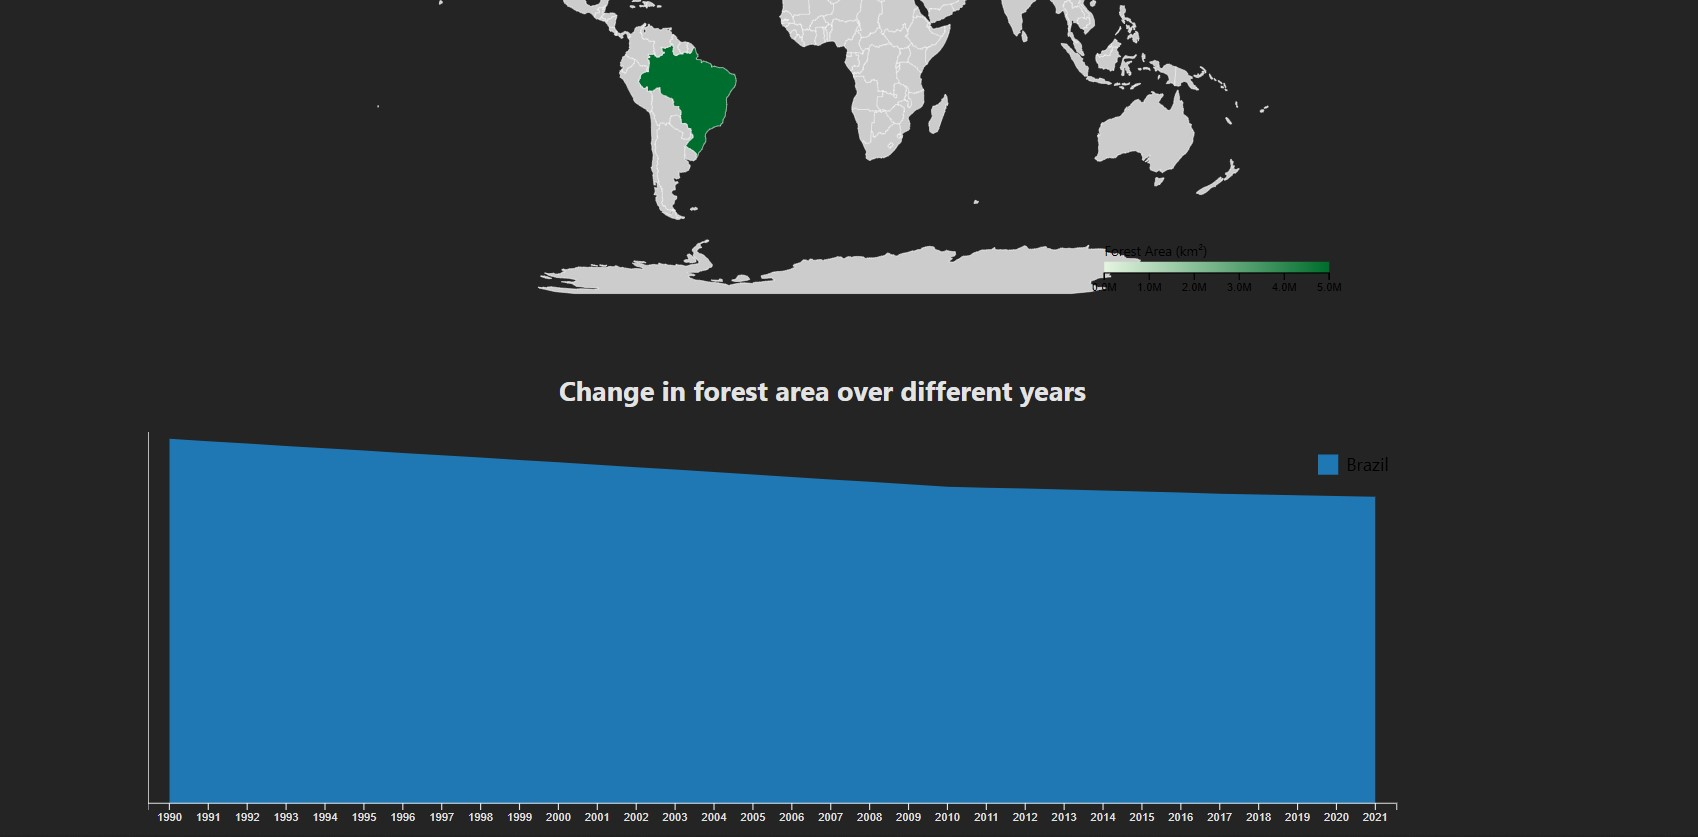 Forest Area (km²)
0.0M 1.0M 2.0M 3.0M 4.0M 5.0M
Change in forest area over different years
Brazil
1990 1991 1992 1993 1994 1995 1996 1997 1998 1999 2000 2001 2002 2003 2004 2005 2006 2007 2008 2009 2010 2011 2012 2013 2014 2015 2016 2017 2018 2019 2020 2021